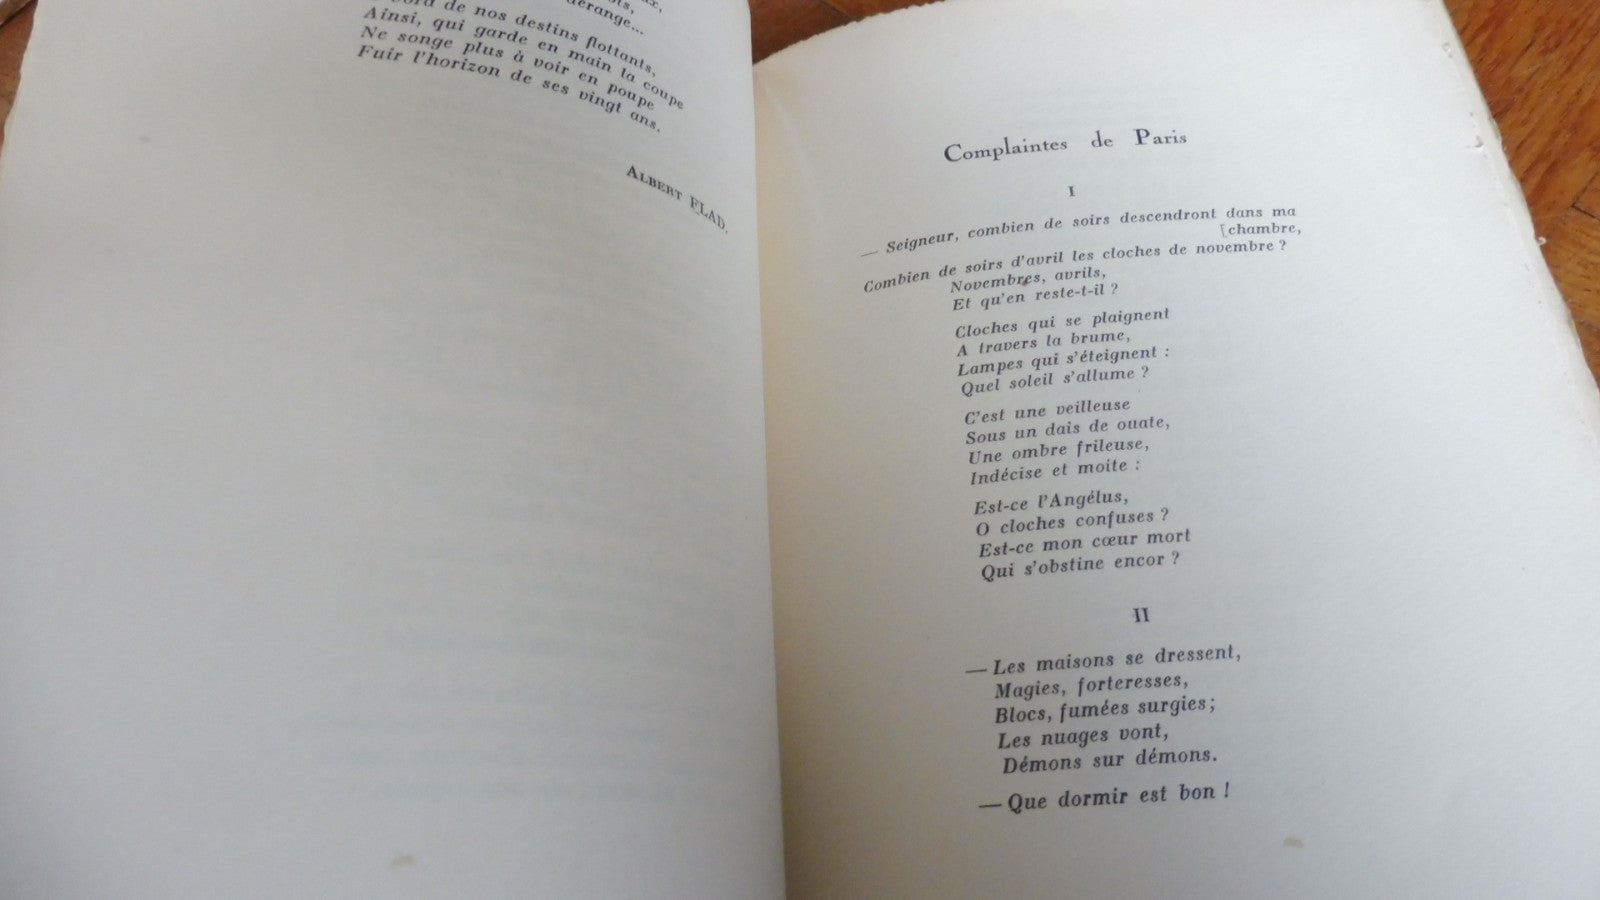 dérange...
de nos destins flottants,
Ainsi, qui garde en main la coupe
Ne songe plus à voir en poupe
Fuir l'horizon de ses vingt ans.
ALBERT FLAD.
Complaintes de Paris
I
— Seigneur, combien de soirs descendront dans ma
[chambre,
Combien de soirs d'avril les cloches de novembre ?
Novembres, avrils,
Et qu'en reste-t-il ?
Cloches qui se plaignent
A travers la brume,
Lampes qui s'éteignent :
Quel soleil s'allume ?
C'est une veilleuse
Sous un dais de ouate,
Une ombre frileuse,
Indécise et moite :
Est-ce l'Angélus,
O cloches confuses ?
Est-ce mon cœur mort
Qui s'obstine encor ?
II
— Les maisons se dressent,
Magies, forteresses,
Blocs, fumées surgies ;
Les nuages vont,
Démons sur démons.
— Que dormir est bon !